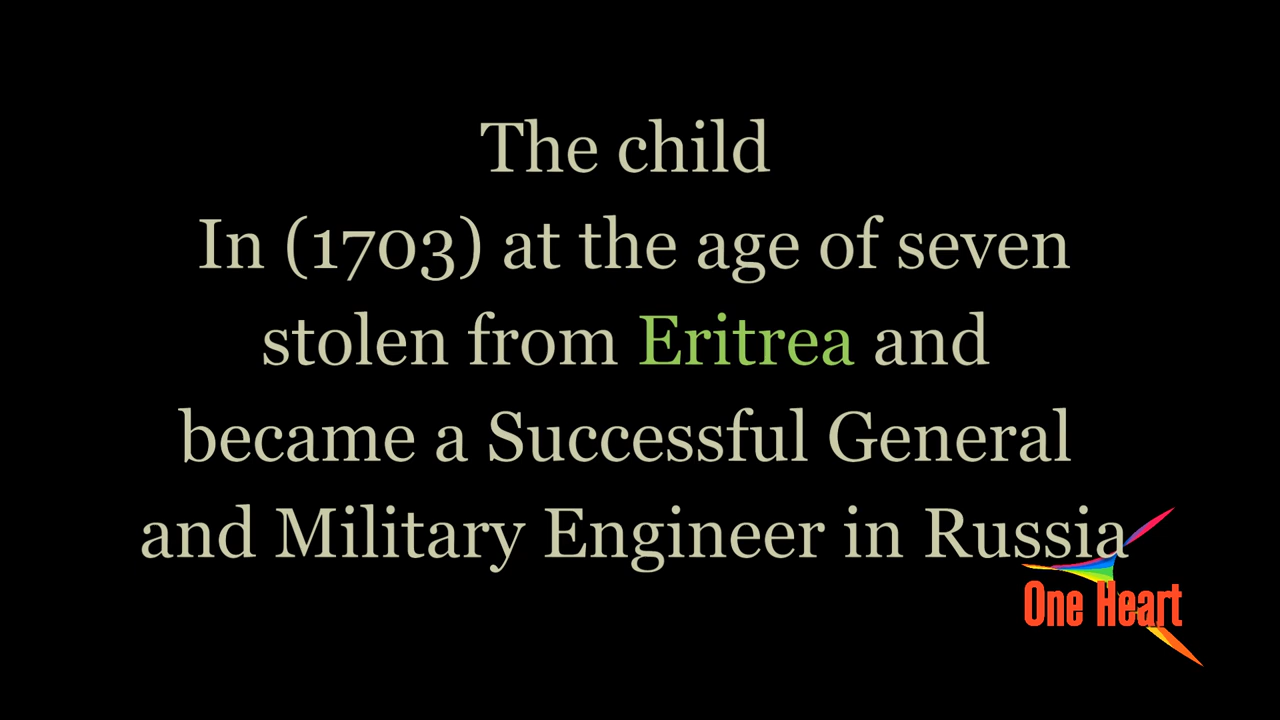 The child
In (1703) at the age of seven
stolen from Eritrea and
became a Successful General
and Military Engineer in Russia
One Heart